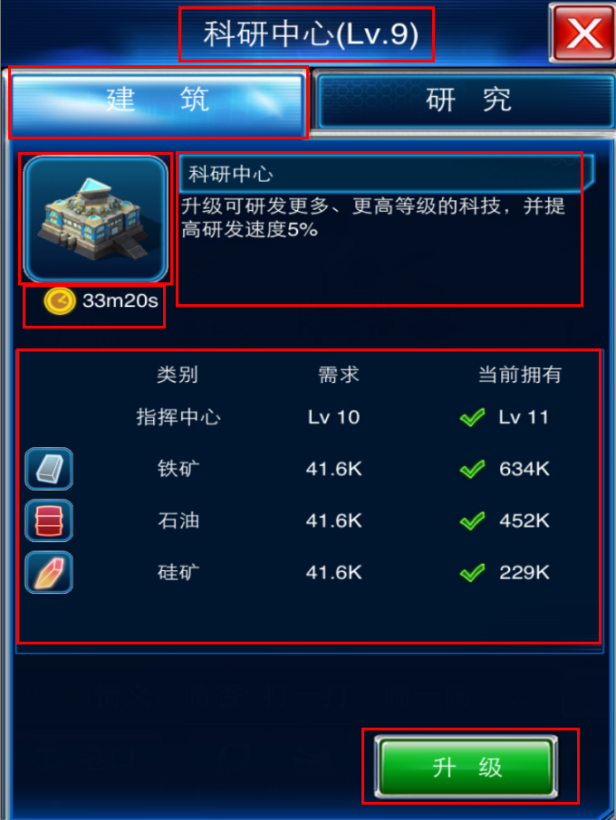 科研中心(Lv.9)
建 筑
研 究
科研中心
升级可研发更多、更高等级的科技，并提
高研发速度5%
33m20s
类别 需求 当前拥有
指挥中心 Lv 10 Lv 11
铁矿 41.6K 634K
石油 41.6K 452K
硅矿 41.6K 229K
升 级